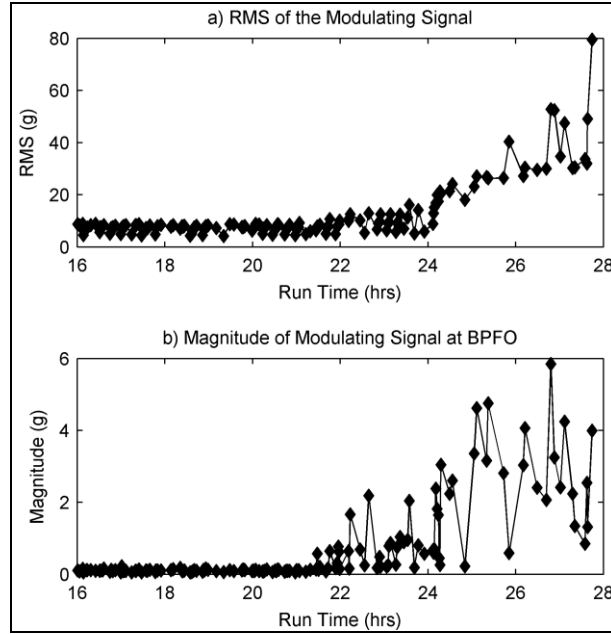 a) RMS of the Modulating Signal
80
60
40
20
0
RMS (g)
16 18 20 22 24 26 28
Run Time (hrs)
b) Magnitude of Modulating Signal at BPFO
6
4
2
0
Magnitude (g)
16 18 20 22 24 26 28
Run Time (hrs)